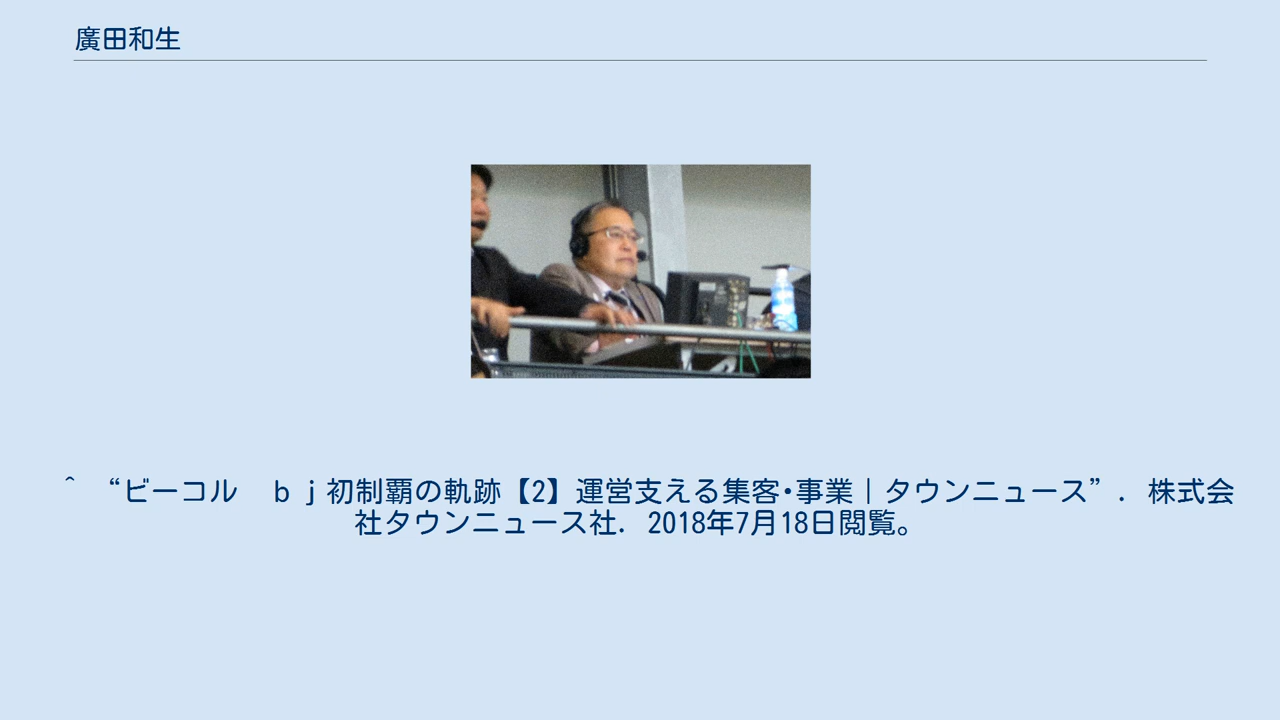 廣田和生
^ “ビーコル　ｂｊ初制覇の軌跡【2】運営支える集客・事業｜タウンニュース”. 株式会
社タウンニュース社. 2018年7月18日閲覧。